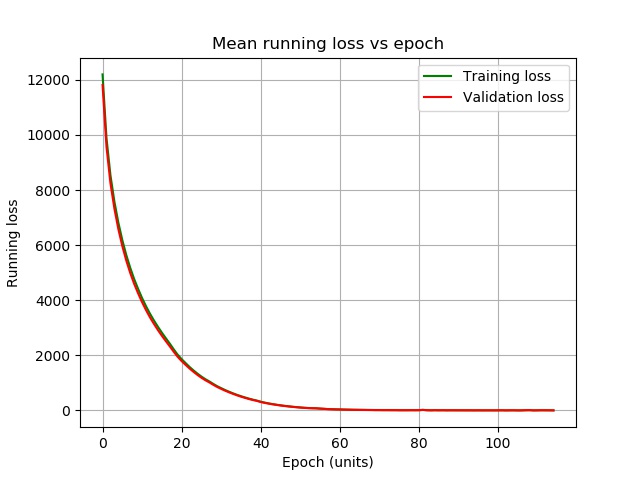 Mean running loss vs epoch
Training loss
Validation loss
Running loss
12000
10000
8000
6000
4000
2000
0
0 20 40 60 80 100
Epoch (units)